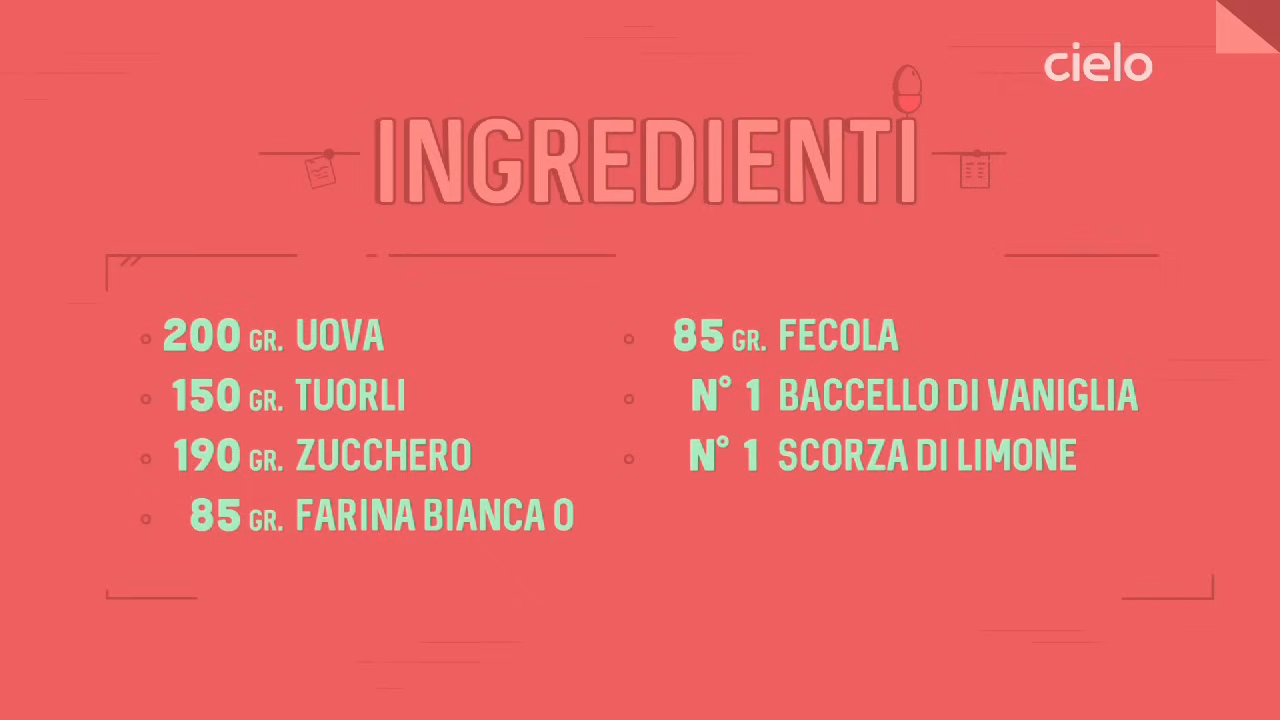 cielo
INGREDIENTI
200 GR. UOVA
150 GR. TUORLI
190 GR. ZUCCHERO
85 GR. FARINA BIANCA 0
85 GR. FECOLA
N° 1 BACCELLO DI VANIGLIA
N° 1 SCORZA DI LIMONE